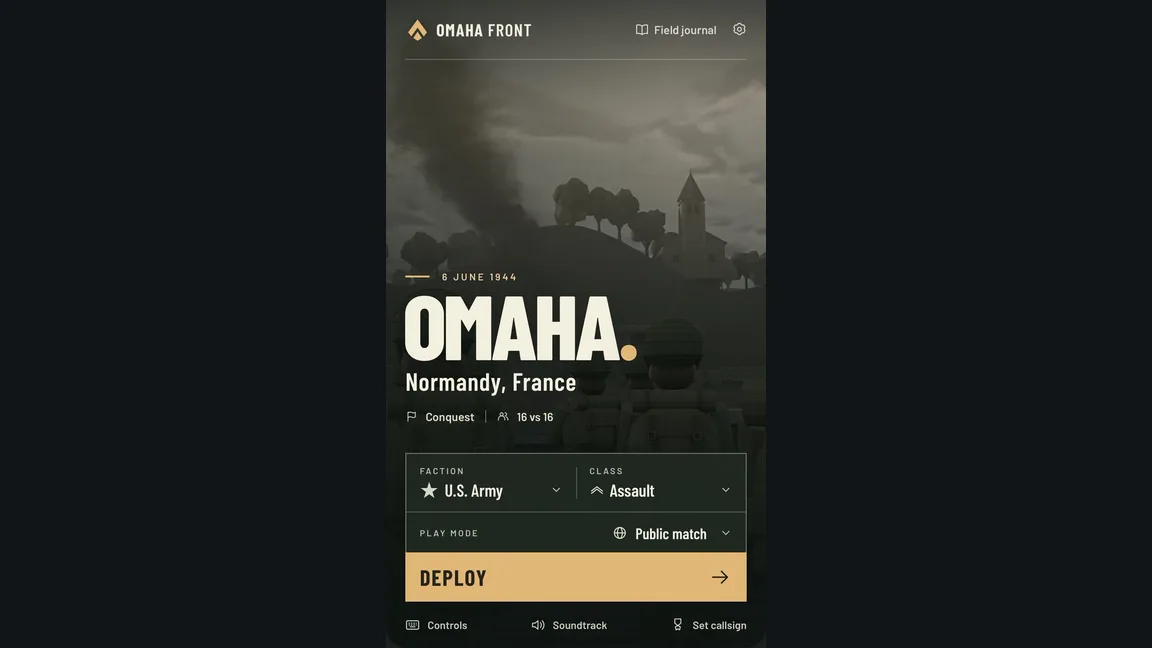 OMAHA FRONT
Field journal
6 JUNE 1944
OMAHA.
Normandy, France
Conquest
16 vs 16
FACTION
CLASS
U.S. Army
Assault
PLAY MODE
Public match
DEPLOY
Controls
Soundtrack
Set callsign